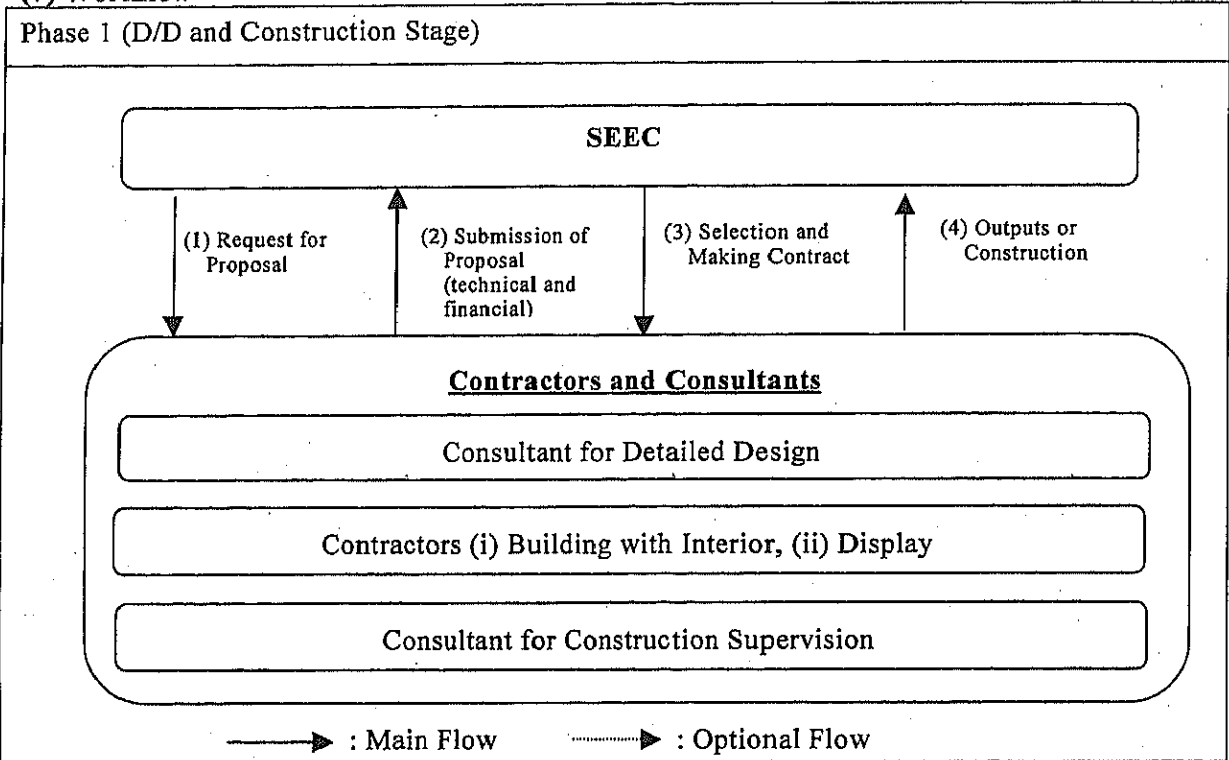 Phase 1 (D/D and Construction Stage)
SEEC
(1) Request for
Proposal
(2) Submission of
Proposal
(technical and
financial)
(3) Selection and
Making Contract
(4) Outputs or
Construction
Contractors and Consultants
Consultant for Detailed Design
Contractors (i) Building with Interior, (ii) Display
Consultant for Construction Supervision
: Main Flow : Optional Flow